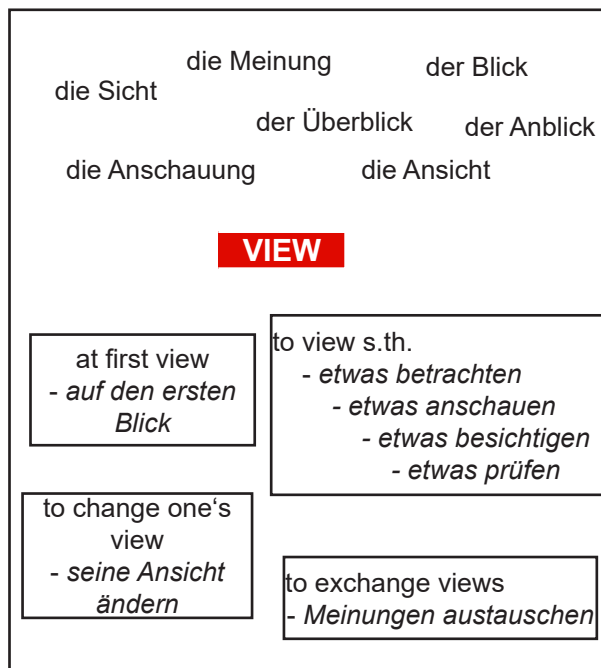 die Meinung
der Blick
die Sicht
der Überblick
der Anblick
die Anschauung
die Ansicht
VIEW
at first view
- auf den ersten
Blick
to view s.th.
- etwas betrachten
- etwas anschauen
- etwas besichtigen
- etwas prüfen
to change one‘s
view
- seine Ansicht
ändern
to exchange views
- Meinungen austauschen